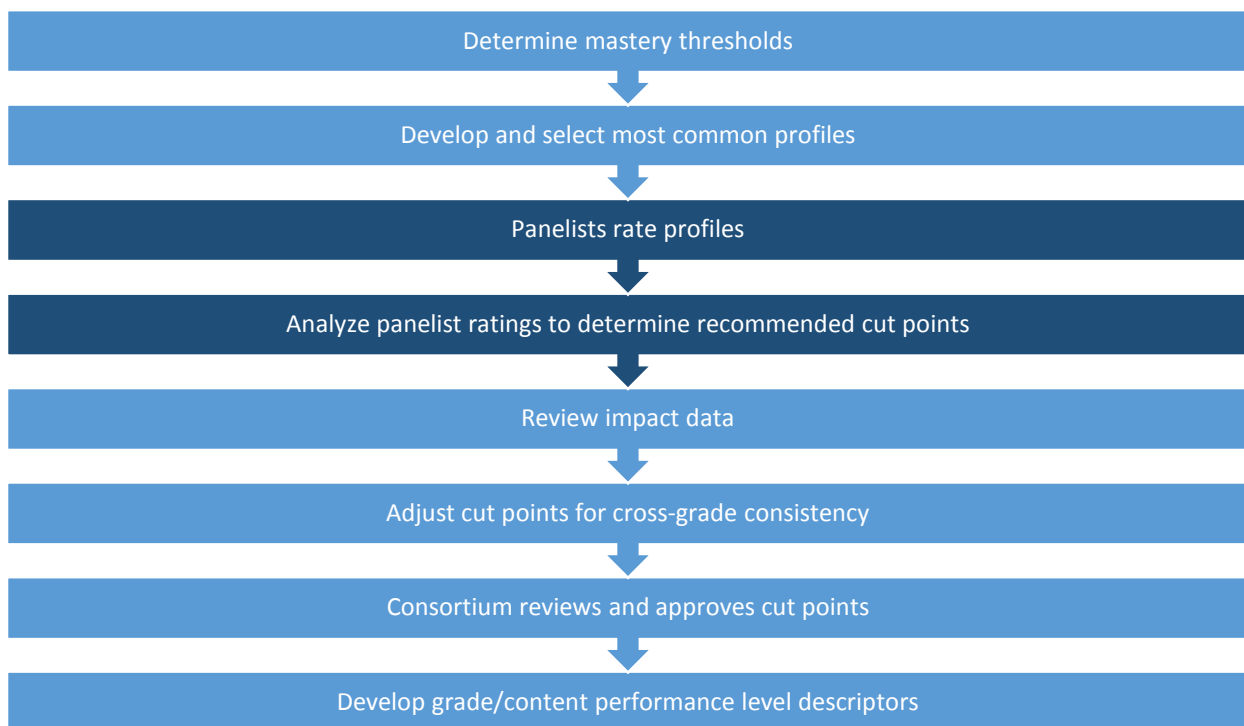 Determine mastery thresholds
Develop and select most common profiles
Panelists rate profiles
Analyze panelist ratings to determine recommended cut points
Review impact data
Adjust cut points for cross-grade consistency
Consortium reviews and approves cut points
Develop grade/content performance level descriptors